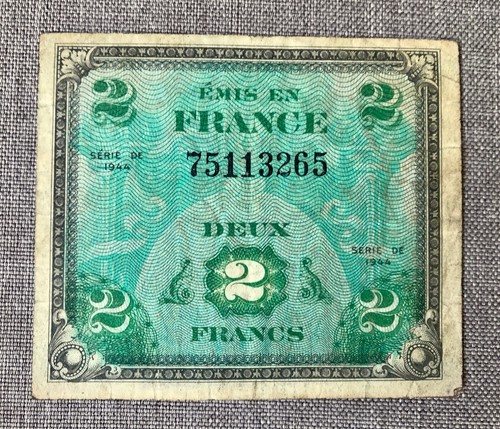 2 ÉMIS EN 2
FRANCE
SÉRIE DE
1944
75113265
DEUX
SÉRIE DE
1944
2
2 2
FRANCS